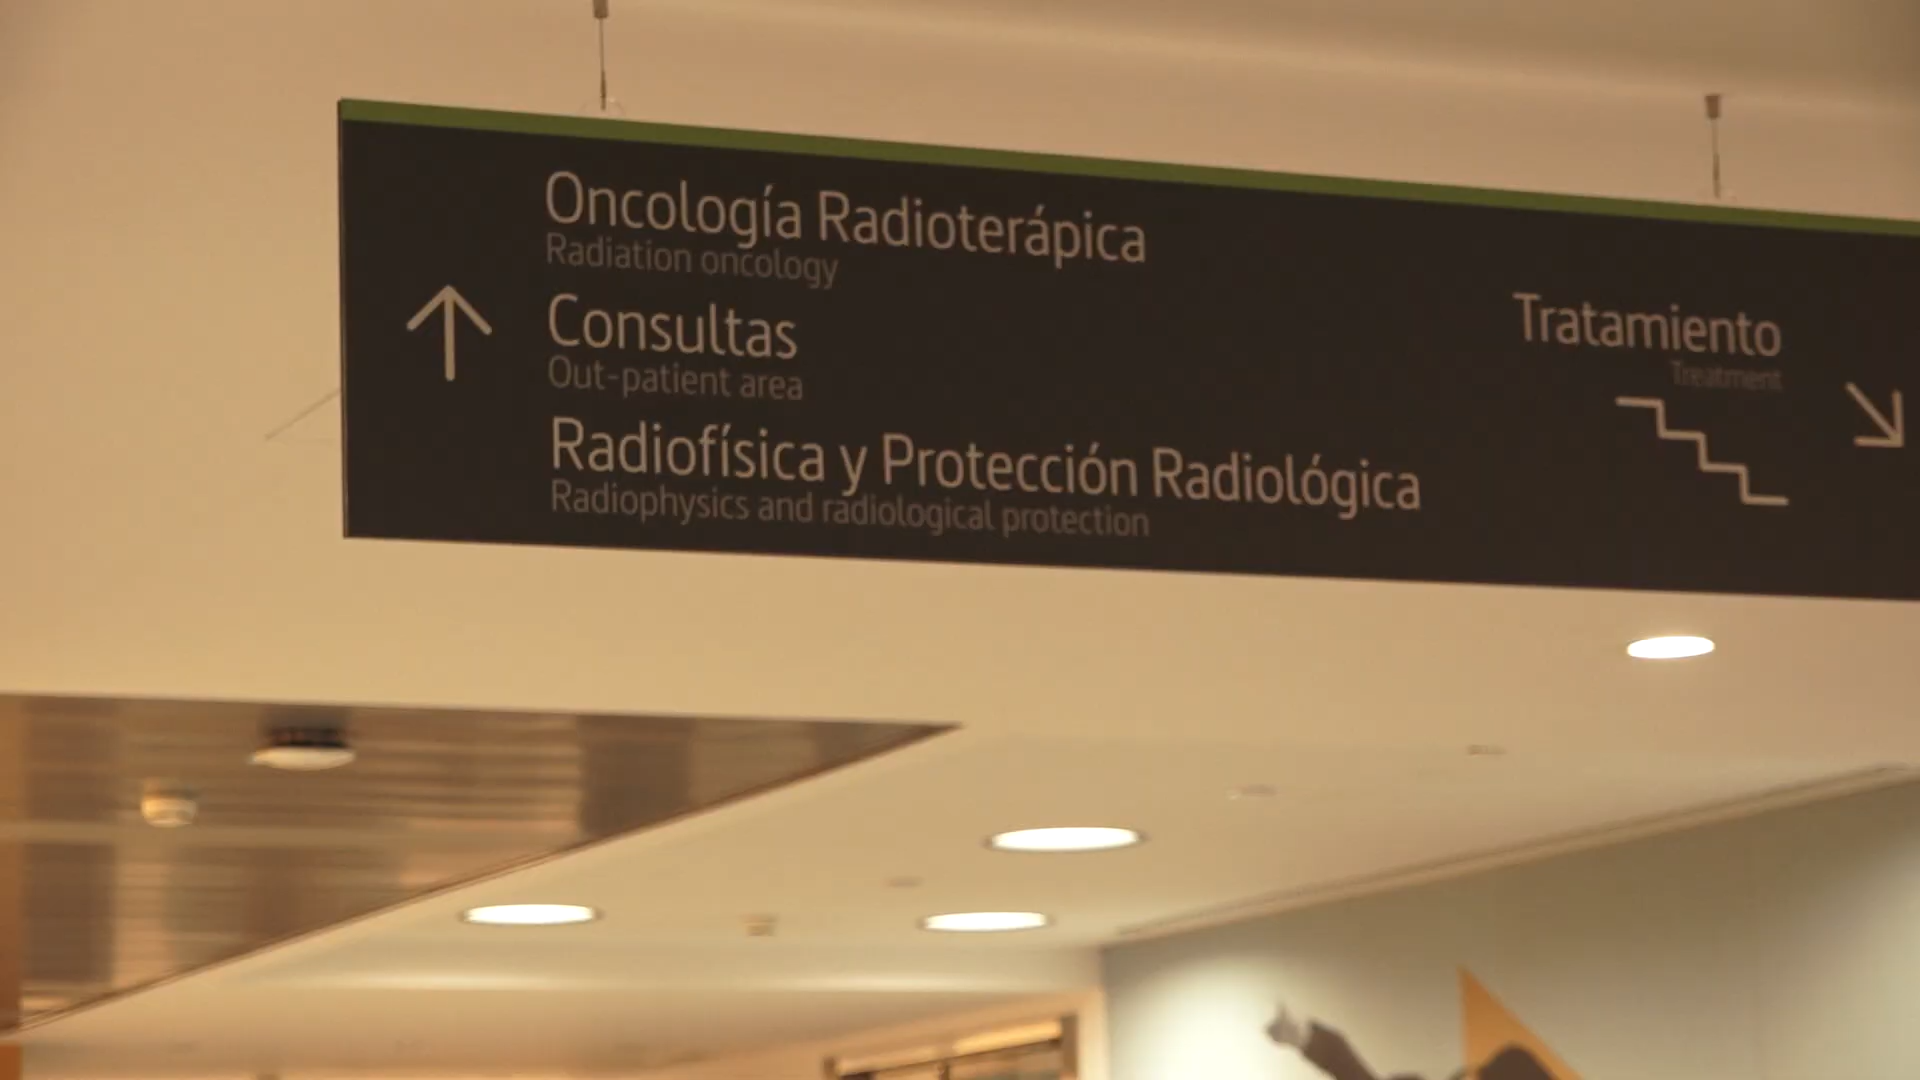 Oncología Radioterápica
Radiation oncology
Consultas
Out-patient area
Radiofísica y Protección Radiológica
Radiophysics and radiological protection
Tratamiento
Treatment